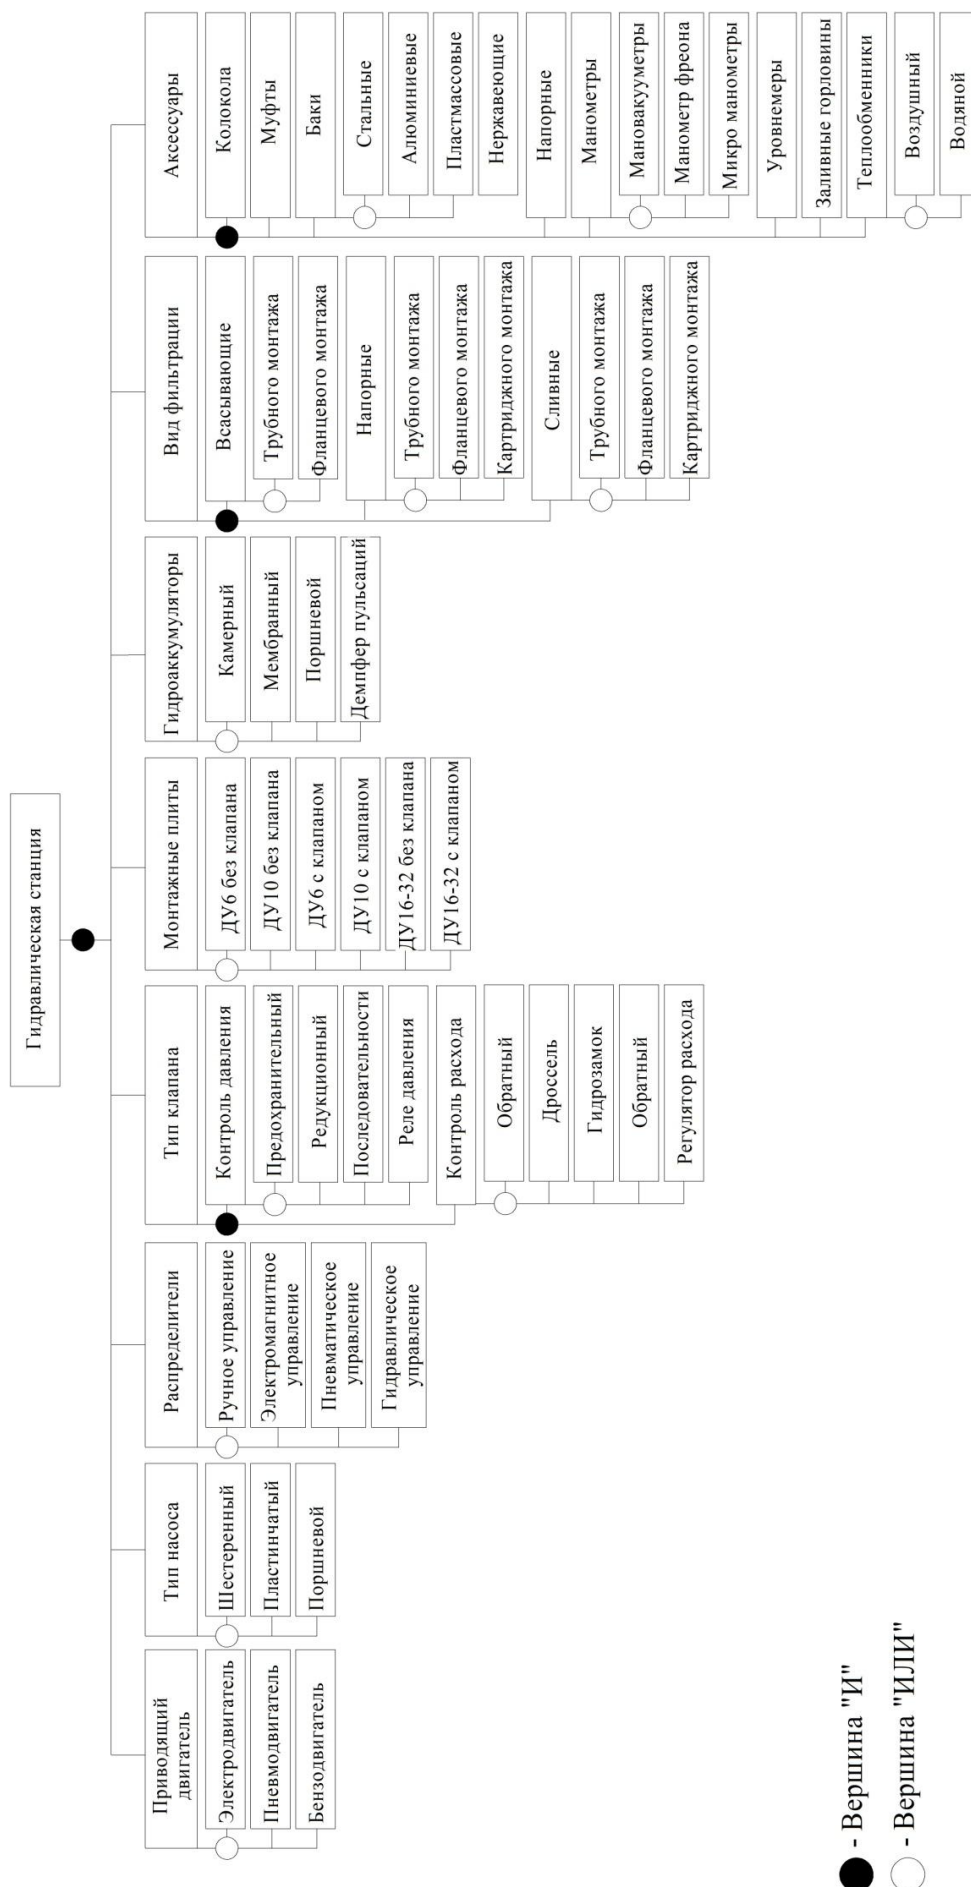 Гидравлическая станция
Приводящий
двигатель
Электродвигатель
Пневмодвигатель
Бензодвигатель
Тип насоса
Шестеренный
Пластинчатый
Поршневой
Распределители
Ручное управление
Электромагнитное
управление
Пневматическое
управление
Гидравлическое
управление
Тип клапана
Контроль давления
Предохранительный
Редукционный
Последовательности
Реле давления
Контроль расхода
Обратный
Дроссель
Гидрозамок
Обратный
Регулятор расхода
Монтажные плиты
ДУ6 без клапана
ДУ10 без клапана
ДУ6 с клапаном
ДУ10 с клапаном
ДУ16-32 без клапана
ДУ16-32 с клапаном
Гидроаккумуляторы
Камерный
Мембранный
Поршневой
Демпфер пульсаций
Вид фильтрации
Всасывающие
Трубного монтажа
Фланцевого монтажа
Напорные
Трубного монтажа
Фланцевого монтажа
Картриджного монтажа
Сливные
Трубного монтажа
Фланцевого монтажа
Картриджного монтажа
Аксессуары
Колокола
Муфты
Баки
Стальные
Алюминиевые
Пластмассовые
Нержавеющие
Напорные
Манометры
Мановакууметры
Манометр фреона
Микро манометры
Уровнемеры
Заливные горловины
Теплообменники
Воздушный
Водяной
- Вершина "И"
- Вершина "ИЛИ"